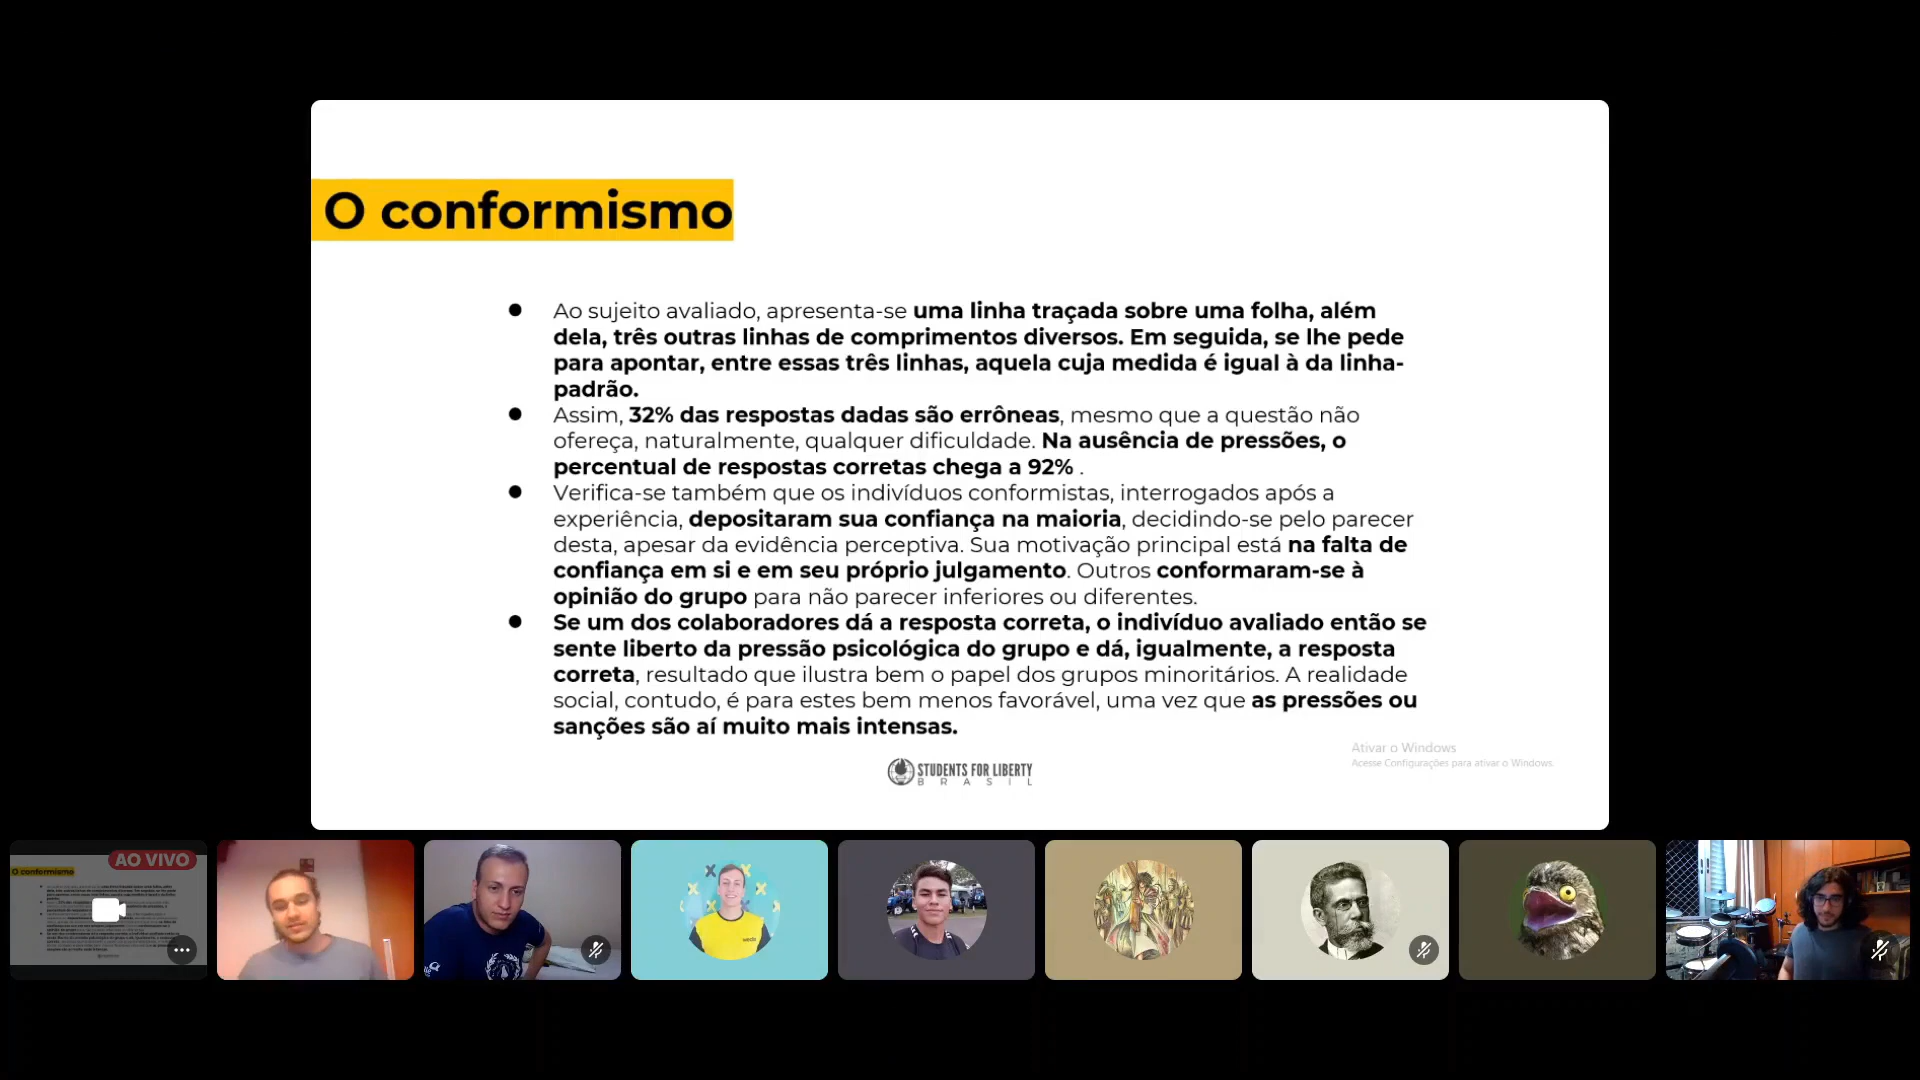 O conformismo
● Ao sujeito avaliado, apresenta-se uma linha traçada sobre uma folha, além
dela, três outras linhas de comprimentos diversos. Em seguida, se lhe pede
para apontar, entre essas três linhas, aquela cuja medida é igual à da linha-
padrão.
● Assim, 32% das respostas dadas são errôneas, mesmo que a questão não
ofereça, naturalmente, qualquer dificuldade. Na ausência de pressões, o
percentual de respostas corretas chega a 92% .
● Verifica-se também que os indivíduos conformistas, interrogados após a
experiência, depositaram sua confiança na maioria, decidindo-se pelo parecer
desta, apesar da evidência perceptiva. Sua motivação principal está na falta de
confiança em si e em seu próprio julgamento. Outros conformaram-se à
opinião do grupo para não parecer inferiores ou diferentes.
● Se um dos colaboradores dá a resposta correta, o indivíduo avaliado então se
sente liberto da pressão psicológica do grupo e dá, igualmente, a resposta
correta, resultado que ilustra bem o papel dos grupos minoritários. A realidade
social, contudo, é para estes bem menos favorável, uma vez que as pressões ou
sanções são aí muito mais intensas.
Ativar o Windows
Acesse Configurações para ativar o Windows.
STUDENTS FOR LIBERTY
BRASIL
AO VIVO
O conformismo